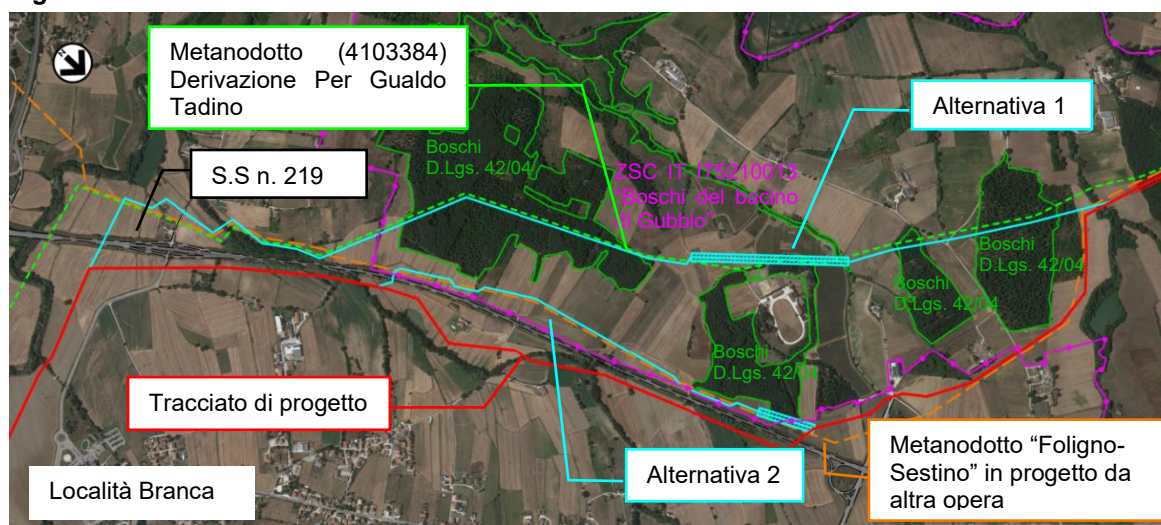 Metanodotto (4103384)
Derivazione Per Gualdo
Tadino
Alternativa 1
S.S n. 219
Boschi
D.Lgs. 42/04
ZSC IT IT5210013
"Boschi del bacino
di Gubbio"
Boschi
D.Lgs. 42/04
Boschi
D.Lgs. 42/04
Boschi
D.Lgs. 42/04
Tracciato di progetto
Alternativa 2
Metanodotto “Foligno-
Sestino” in progetto da
altra opera
Località Branca